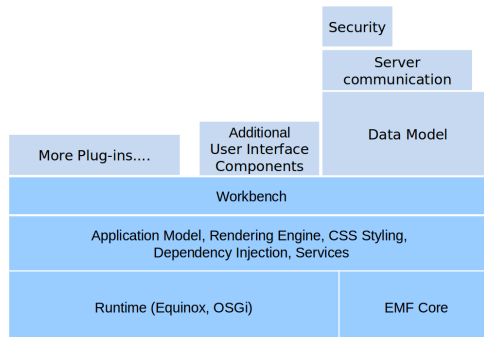 Security
Server
communication
Data Model
Additional
User Interface
Components
More Plug-ins....
Workbench
Application Model, Rendering Engine, CSS Styling,
Dependency Injection, Services
Runtime (Equinox, OSGi)
EMF Core